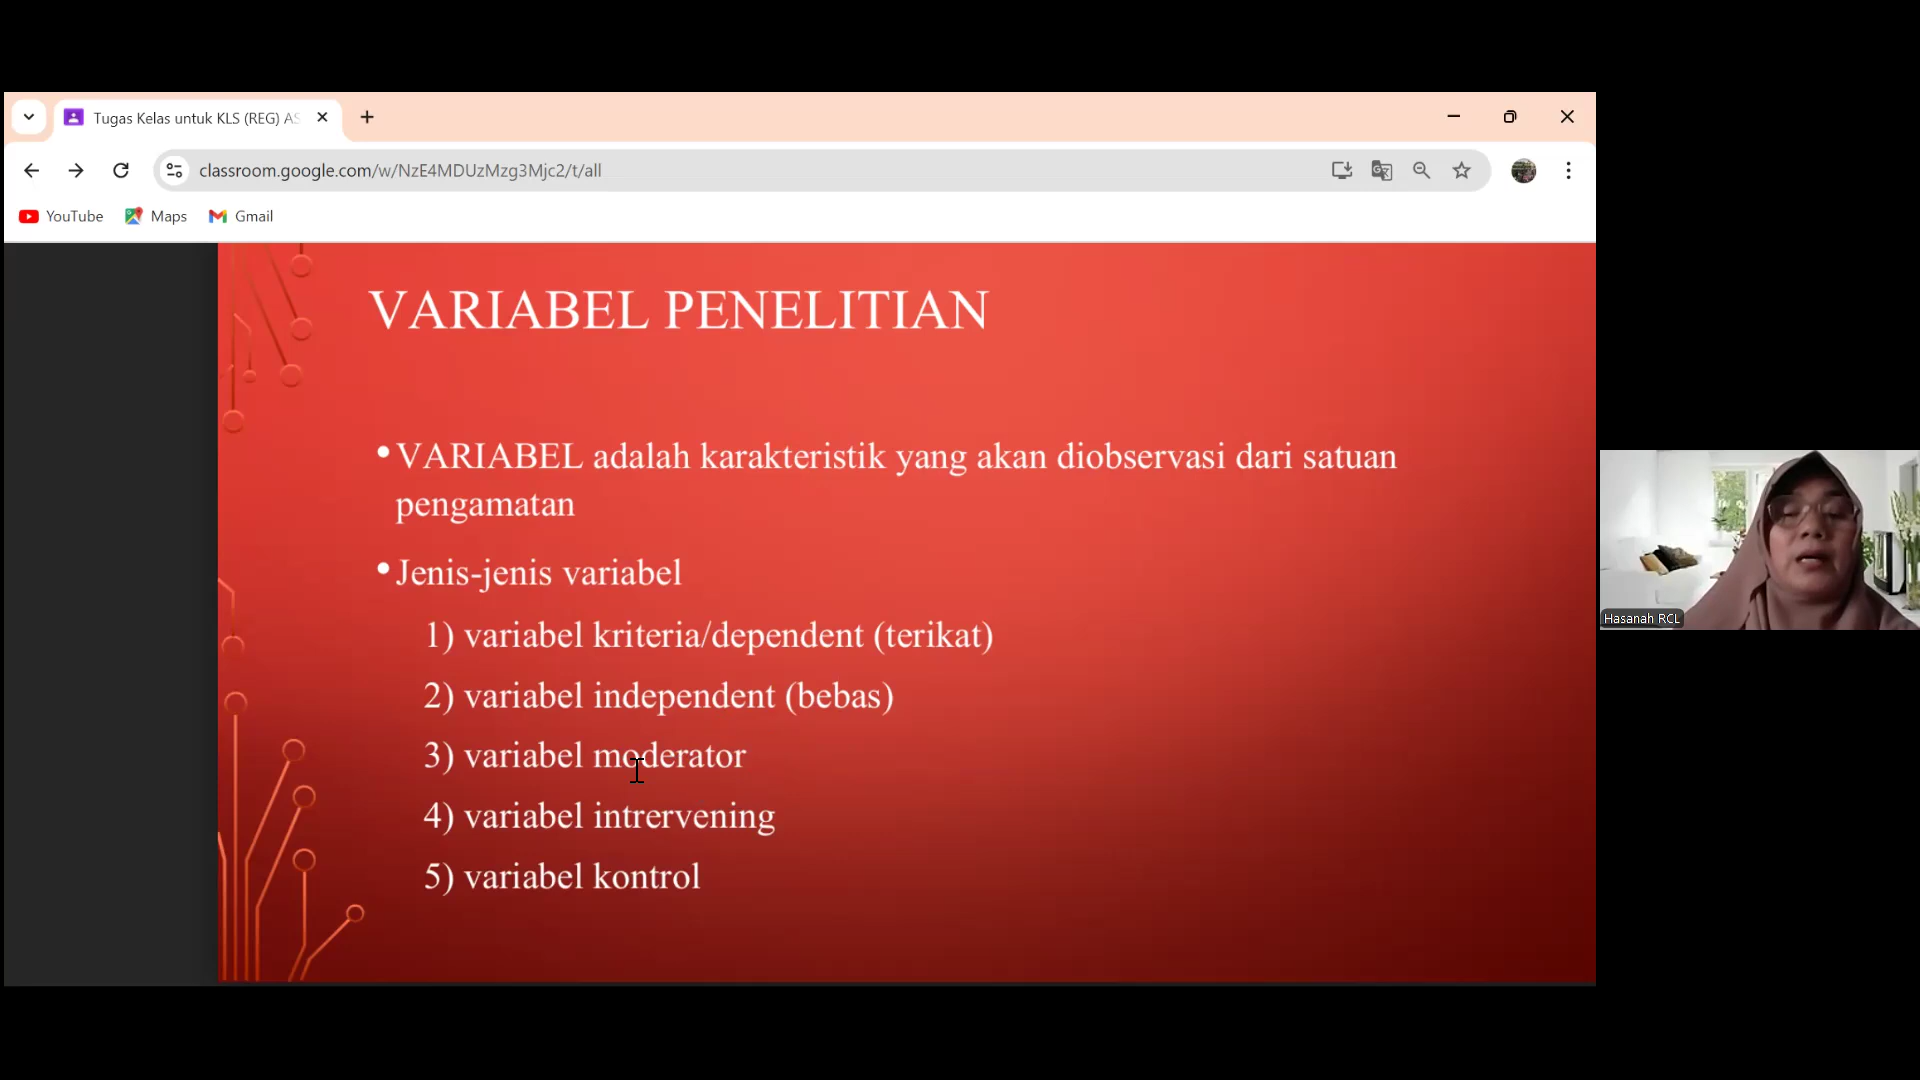 Tugas Kelas untuk KLS (REG) AS
classroom.google.com/w/NzE4MDUzMzg3Mjc2/t/all
YouTube Maps Gmail
VARIABEL PENELITIAN
• VARIABEL adalah karakteristik yang akan diobservasi dari satuan
pengamatan
• Jenis-jenis variabel
1) variabel kriteria/dependent (terikat)
2) variabel independent (bebas)
3) variabel moderator
4) variabel intrervening
5) variabel kontrol
Hasanah RCL